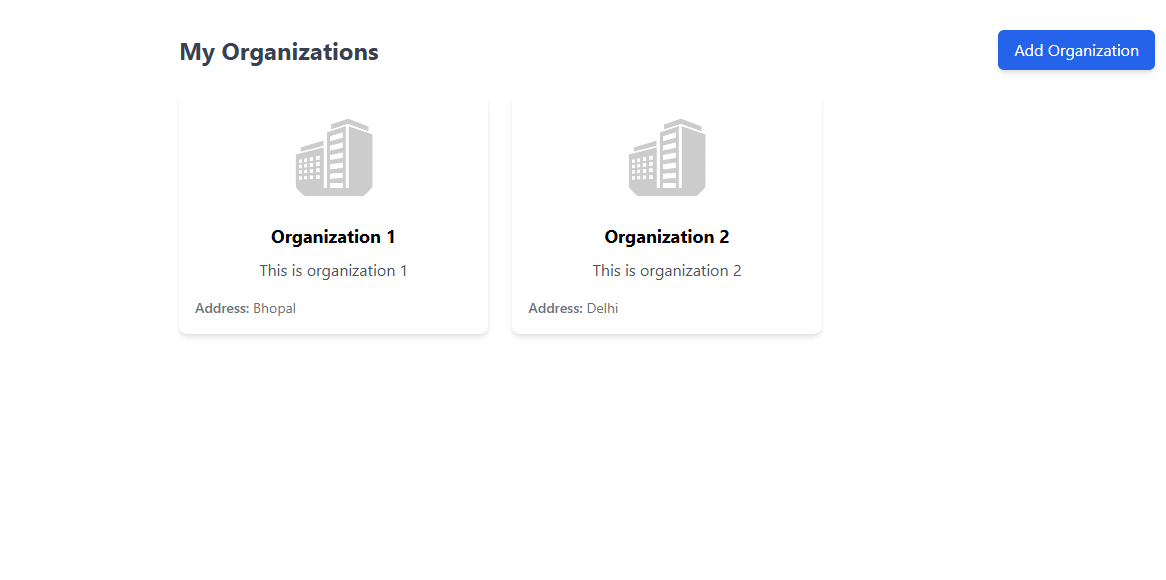 My Organizations
Add Organization
Organization 1
This is organization 1
Address: Bhopal
Organization 2
This is organization 2
Address: Delhi